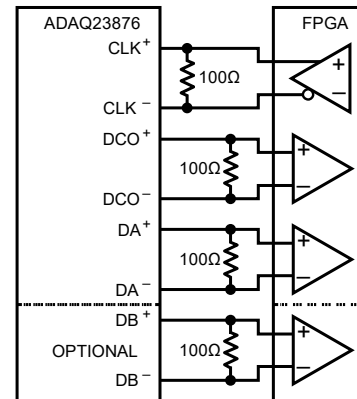 ADAQ23876 FPGA
CLK+
+
100Ω
−
CLK−
DCO+
+
100Ω
−
DCO−
DA+
+
100Ω
−
DA−
DB+
+
OPTIONAL 100Ω
−
DB−